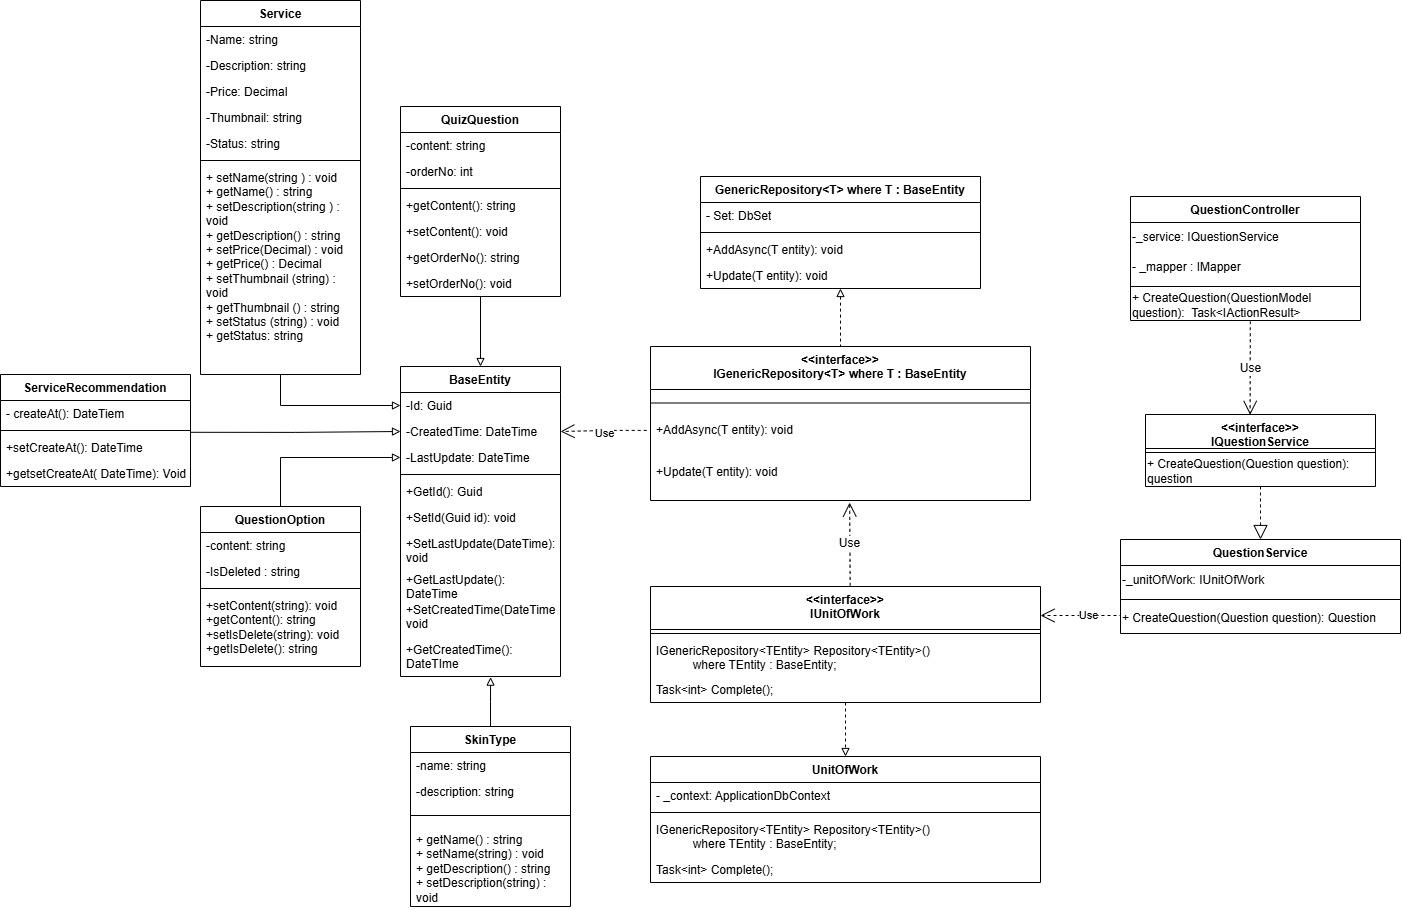 Service
-Name: string
-Description: string
-Price: Decimal
-Thumbnail: string
-Status: string
+ setName(string ) : void
+ getName() : string
+ setDescription(string ) :
void
+ getDescription() : string
+ setPrice(Decimal) : void
+ getPrice() : Decimal
+ setThumbnail (string) :
void
+ getThumbnail () : string
+ setStatus (string) : void
+ getStatus: string
ServiceRecommendation
- createAt(): DateTiem
+setCreateAt(): DateTime
+getsetCreateAt( DateTime): Void
QuestionOption
-content: string
-IsDeleted : string
+setContent(string): void
+getContent(): string
+setIsDelete(string): void
+getIsDelete(): string
QuizQuestion
-content: string
-orderNo: int
+getContent(): string
+setContent(): void
+getOrderNo(): string
+setOrderNo(): void
BaseEntity
-Id: Guid
-CreatedTime: DateTime
-LastUpdate: DateTime
+GetId(): Guid
+SetId(Guid id): void
+SetLastUpdate(DateTime):
void
+GetLastUpdate():
DateTime
+SetCreatedTime(DateTime
void
+GetCreatedTime():
DateTIme
SkinType
-name: string
-description: string
+ getName() : string
+ setName(string) : void
+ getDescription() : string
+ setDescription(string) :
void
Use
GenericRepository<T> where T : BaseEntity
- Set: DbSet
+AddAsync(T entity): void
+Update(T entity): void
<<interface>>
IGenericRepository<T> where T : BaseEntity
+AddAsync(T entity): void
+Update(T entity): void
Use
<<interface>>
IUnitOfWork
IGenericRepository<TEntity> Repository<TEntity>()
where TEntity : BaseEntity;
Task<int> Complete();
UnitOfWork
- _context: ApplicationDbContext
IGenericRepository<TEntity> Repository<TEntity>()
where TEntity : BaseEntity;
Task<int> Complete();
Use
QuestionController
-_service: IQuestionService
- _mapper : IMapper
+ CreateQuestion(QuestionModel
question):  Task<IActionResult>
Use
<<interface>>
IQuestionService
+ CreateQuestion(Question question):
question
QuestionService
-_unitOfWork: IUnitOfWork
+ CreateQuestion(Question question): Question